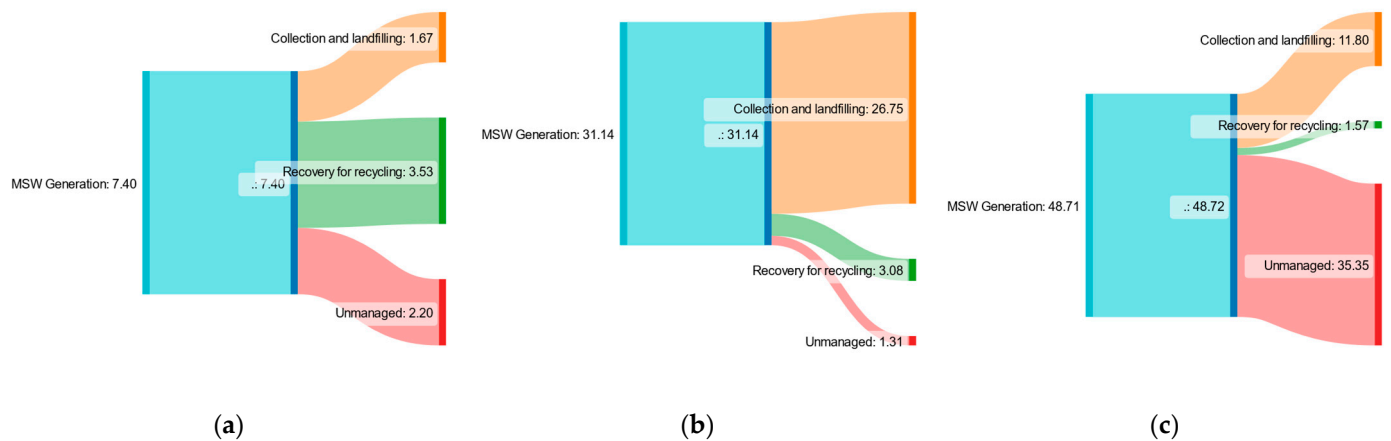 Collection and landfilling: 1.67
MSW Generation: 7.40
.: 7.40
Recovery for recycling: 3.53
Unmanaged: 2.20
(a)
Collection and landfilling: 26.75
MSW Generation: 31.14
.: 31.14
Recovery for recycling: 3.08
Unmanaged: 1.31
(b)
Collection and landfilling: 11.80
Recovery for recycling: 1.57
MSW Generation: 48.71
.: 48.72
Unmanaged: 35.35
(c)